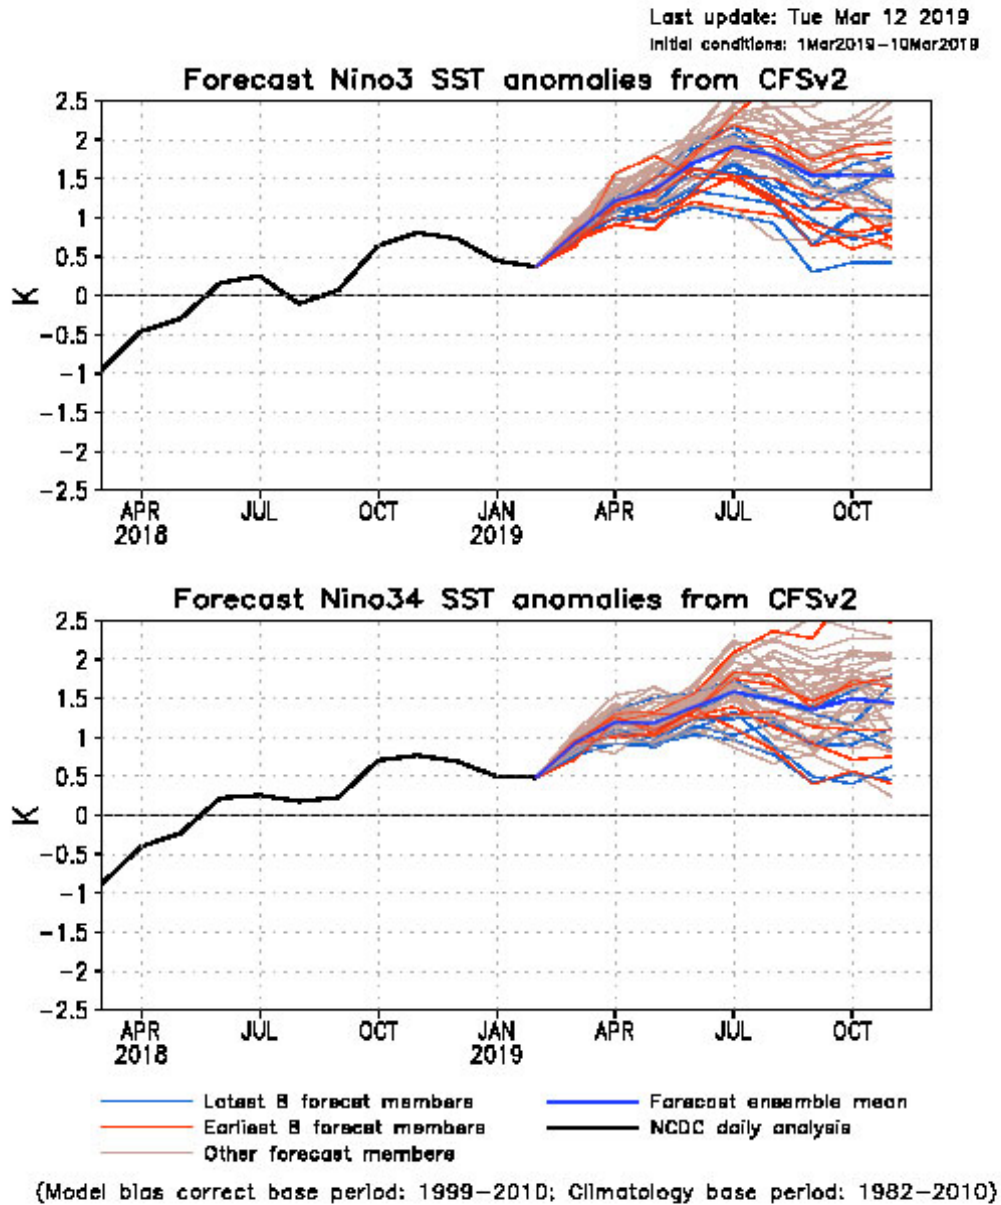 Last update: Tue Mar 12 2019
Initial conditions: 1Mar2019-10Mar2019
Forecast Nino3 SST anomalies from CFSv2
2.5
2
1.5
1
0.5
0
-0.5
-1
-1.5
-2
-2.5
K
APR JUL OCT JAN APR JUL OCT
2018 2019
Forecast Nino34 SST anomalies from CFSv2
2.5
2
1.5
1
0.5
0
-0.5
-1
-1.5
-2
-2.5
K
APR JUL OCT JAN APR JUL OCT
2018 2019
Latest 8 forecast members Forecast ensemble mean
Earliest 8 forecast members NCDC daily analysis
Other forecast members
(Model bias correct base period: 1999-2010; Climatology base period: 1982-2010)